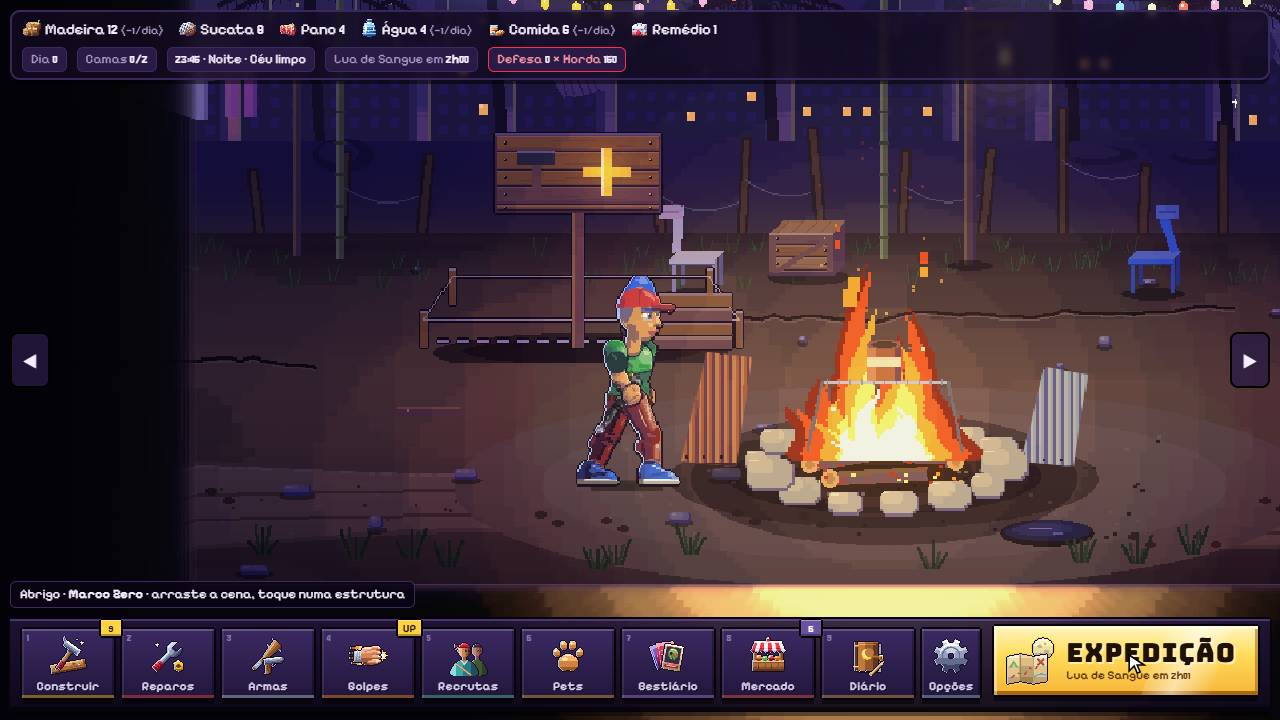 Madeira 12 (-1/dia) Sucata 8 Pano 4 Água 4 (-1/dia) Comida 6 (-1/dia) Remédio 1
Dia 0 Camas 0/2 23:46 · Noite · Céu limpo Lua de Sangue em 2h00 Defesa 0 × Horda 160
Abrigo · Marco Zero · arraste a cena, toque numa estrutura
9 UP 6
1 2 3 4 5 6 7 8 9
Construir Reparos Armas Golpes Recrutas Pets Bestiário Mercado Diário Opções
EXPEDIÇÃO
Lua de Sangue em 2h01